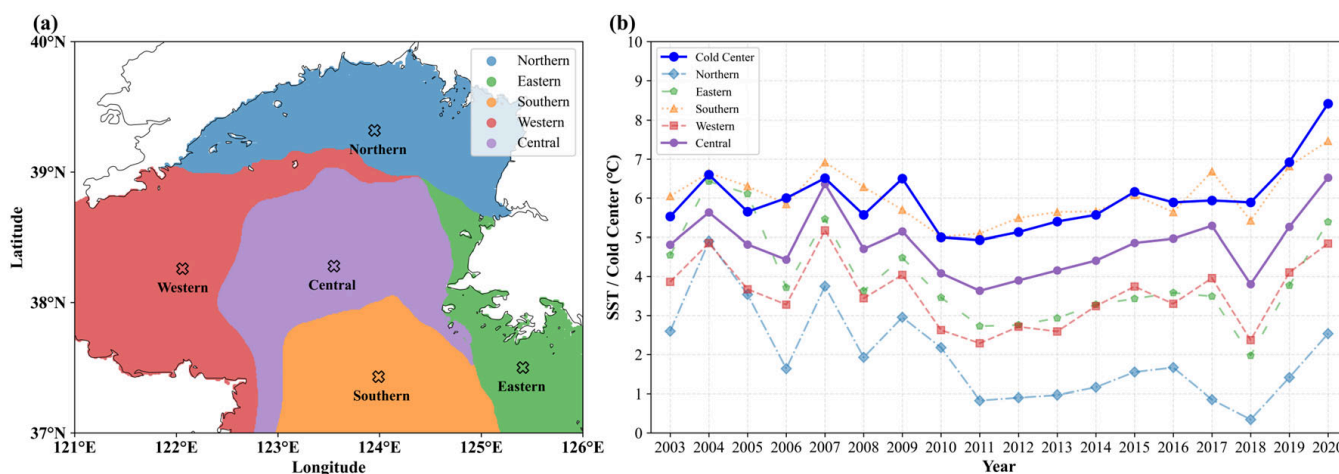 (a)
40°N
39°N
38°N
37°N
Latitude
121°E
122°E
123°E
124°E
125°E
126°E
Longitude
Northern
Eastern
Southern
Western
Central
Northern
Western
Central
Southern
Eastern
(b)
10
9
8
7
6
5
4
3
2
1
0
SST / Cold Center (°C)
Cold Center
Northern
Eastern
Southern
Western
Central
2003 2004 2005 2006 2007 2008 2009 2010 2011 2012 2013 2014 2015 2016 2017 2018 2019 2020
Year